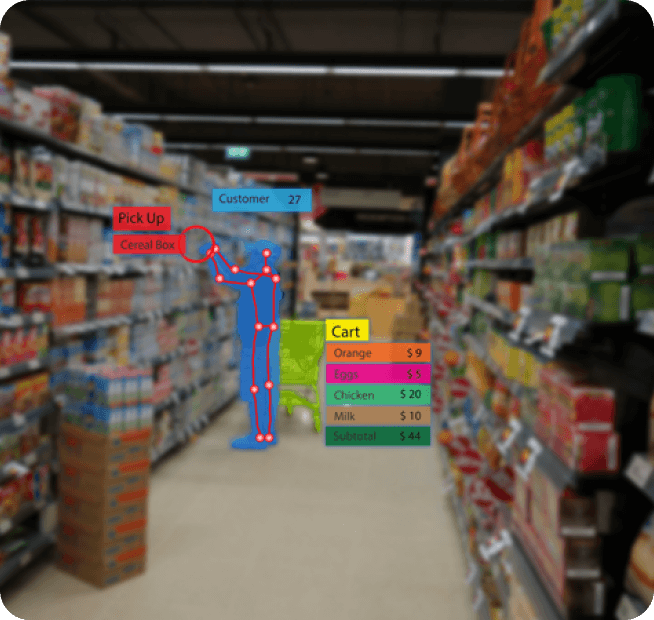 Customer 27
Pick Up
Cereal Box
Cart
Orange $ 9
Eggs $ 5
Chicken $ 20
Milk $ 10
Subtotal $ 44